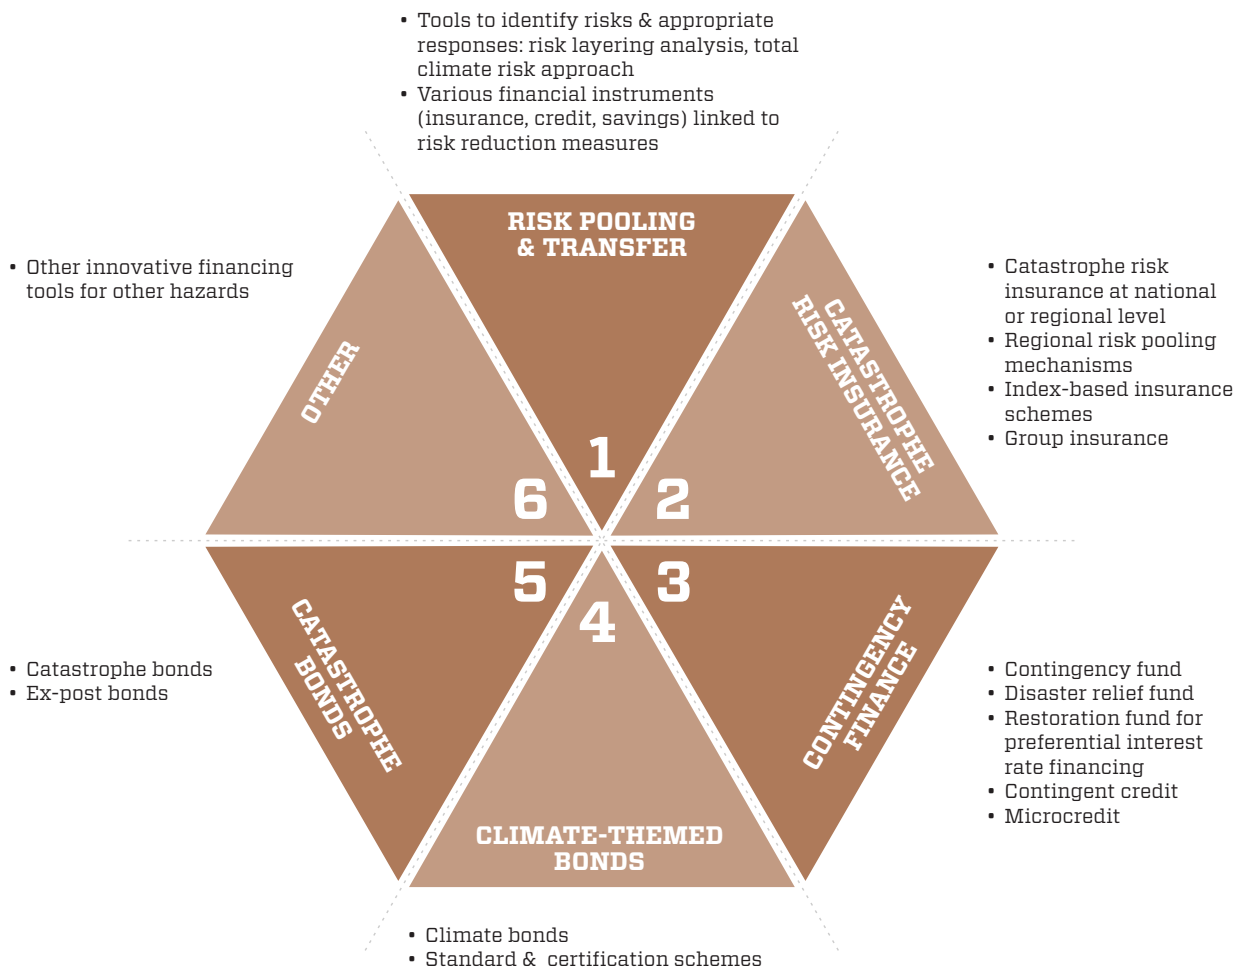 • Tools to identify risks & appropriate
responses: risk layering analysis, total
climate risk approach
• Various financial instruments
(insurance, credit, savings) linked to
risk reduction measures
RISK POOLING
& TRANSFER
1
• Catastrophe risk
insurance at national
or regional level
• Regional risk pooling
mechanisms
• Index-based insurance
schemes
• Group insurance
CATASTROPHE
RISK INSURANCE
2
• Contingency fund
• Disaster relief fund
• Restoration fund for
preferential interest
rate financing
• Contingent credit
• Microcredit
CONTINGENCY
FINANCE
3
4
CLIMATE-THEMED
BONDS
• Climate bonds
• Standard & certification schemes
5
CATASTROPHE
BONDS
• Catastrophe bonds
• Ex-post bonds
6
OTHER
• Other innovative financing
tools for other hazards